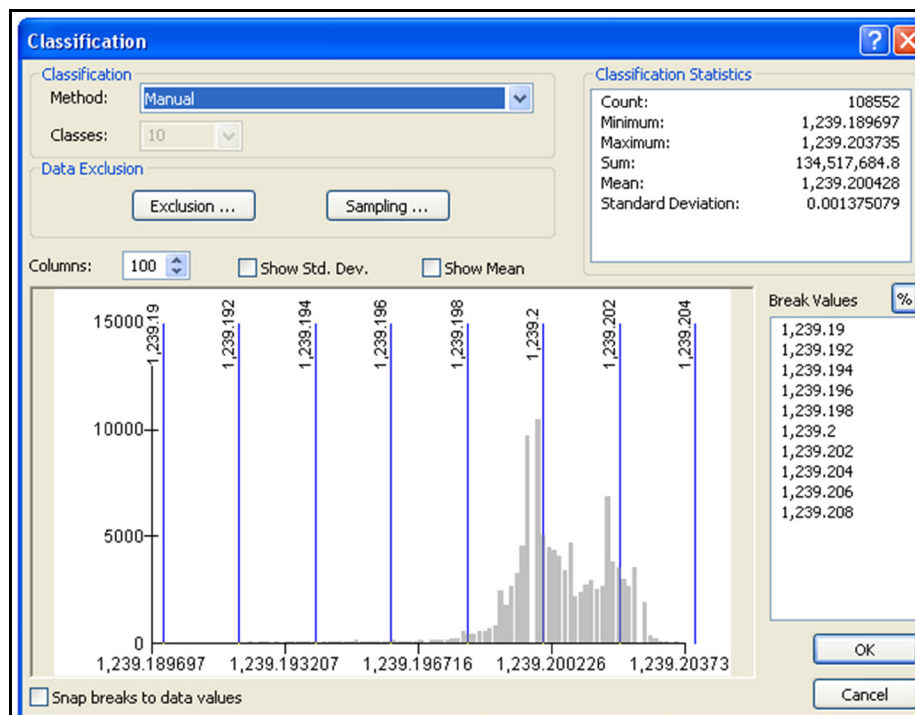 Classification
Classification
Method: Manual
Classes: 10
Data Exclusion
Exclusion ...
Sampling ...
Classification Statistics
Count: 108552
Minimum: 1,239.189697
Maximum: 1,239.203735
Sum: 134,517,684.8
Mean: 1,239.200428
Standard Deviation: 0.001375079
Columns: 100
Show Std. Dev.
Show Mean
1,239.19
1,239.192
1,239.194
1,239.196
1,239.198
1,239.2
1,239.202
1,239.204
15000
10000
5000
0
1,239.189697 1,239.193207 1,239.196716 1,239.200226 1,239.20373
Break Values %
1,239.19
1,239.192
1,239.194
1,239.196
1,239.198
1,239.2
1,239.202
1,239.204
1,239.206
1,239.208
OK
Cancel
Snap breaks to data values